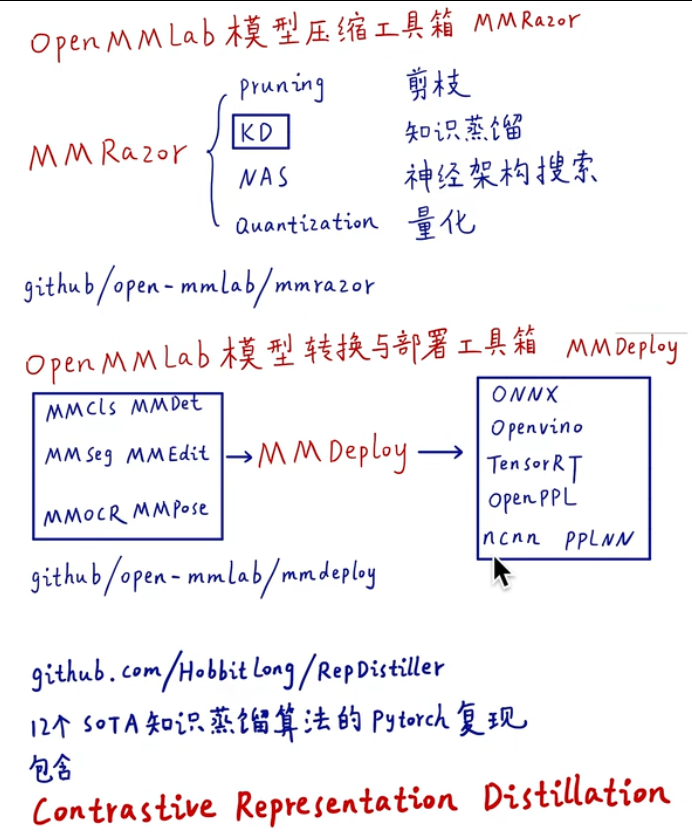 OpenMMLab 模型压缩工具箱 MMRazor
Pruning 剪枝
MMRazor KD 知识蒸馏
NAS 神经架构搜索
Quantization 量化
github/open-mmlab/mmrazor
OpenMMLab 模型转换与部署工具箱 MMDeploy
MMCls MMDet ONNX
Openvino
MMSeg MMEdit → MMDeploy → TensorRT
OpenPPL
MMOCR MMPose ncnn PPLNN
github/open-mmlab/mmdeploy
github.com/HobbitLong/RepDistiller
12个 SOTA知识蒸馏算法的 Pytorch 复现
包含
Contrastive Representation Distillation